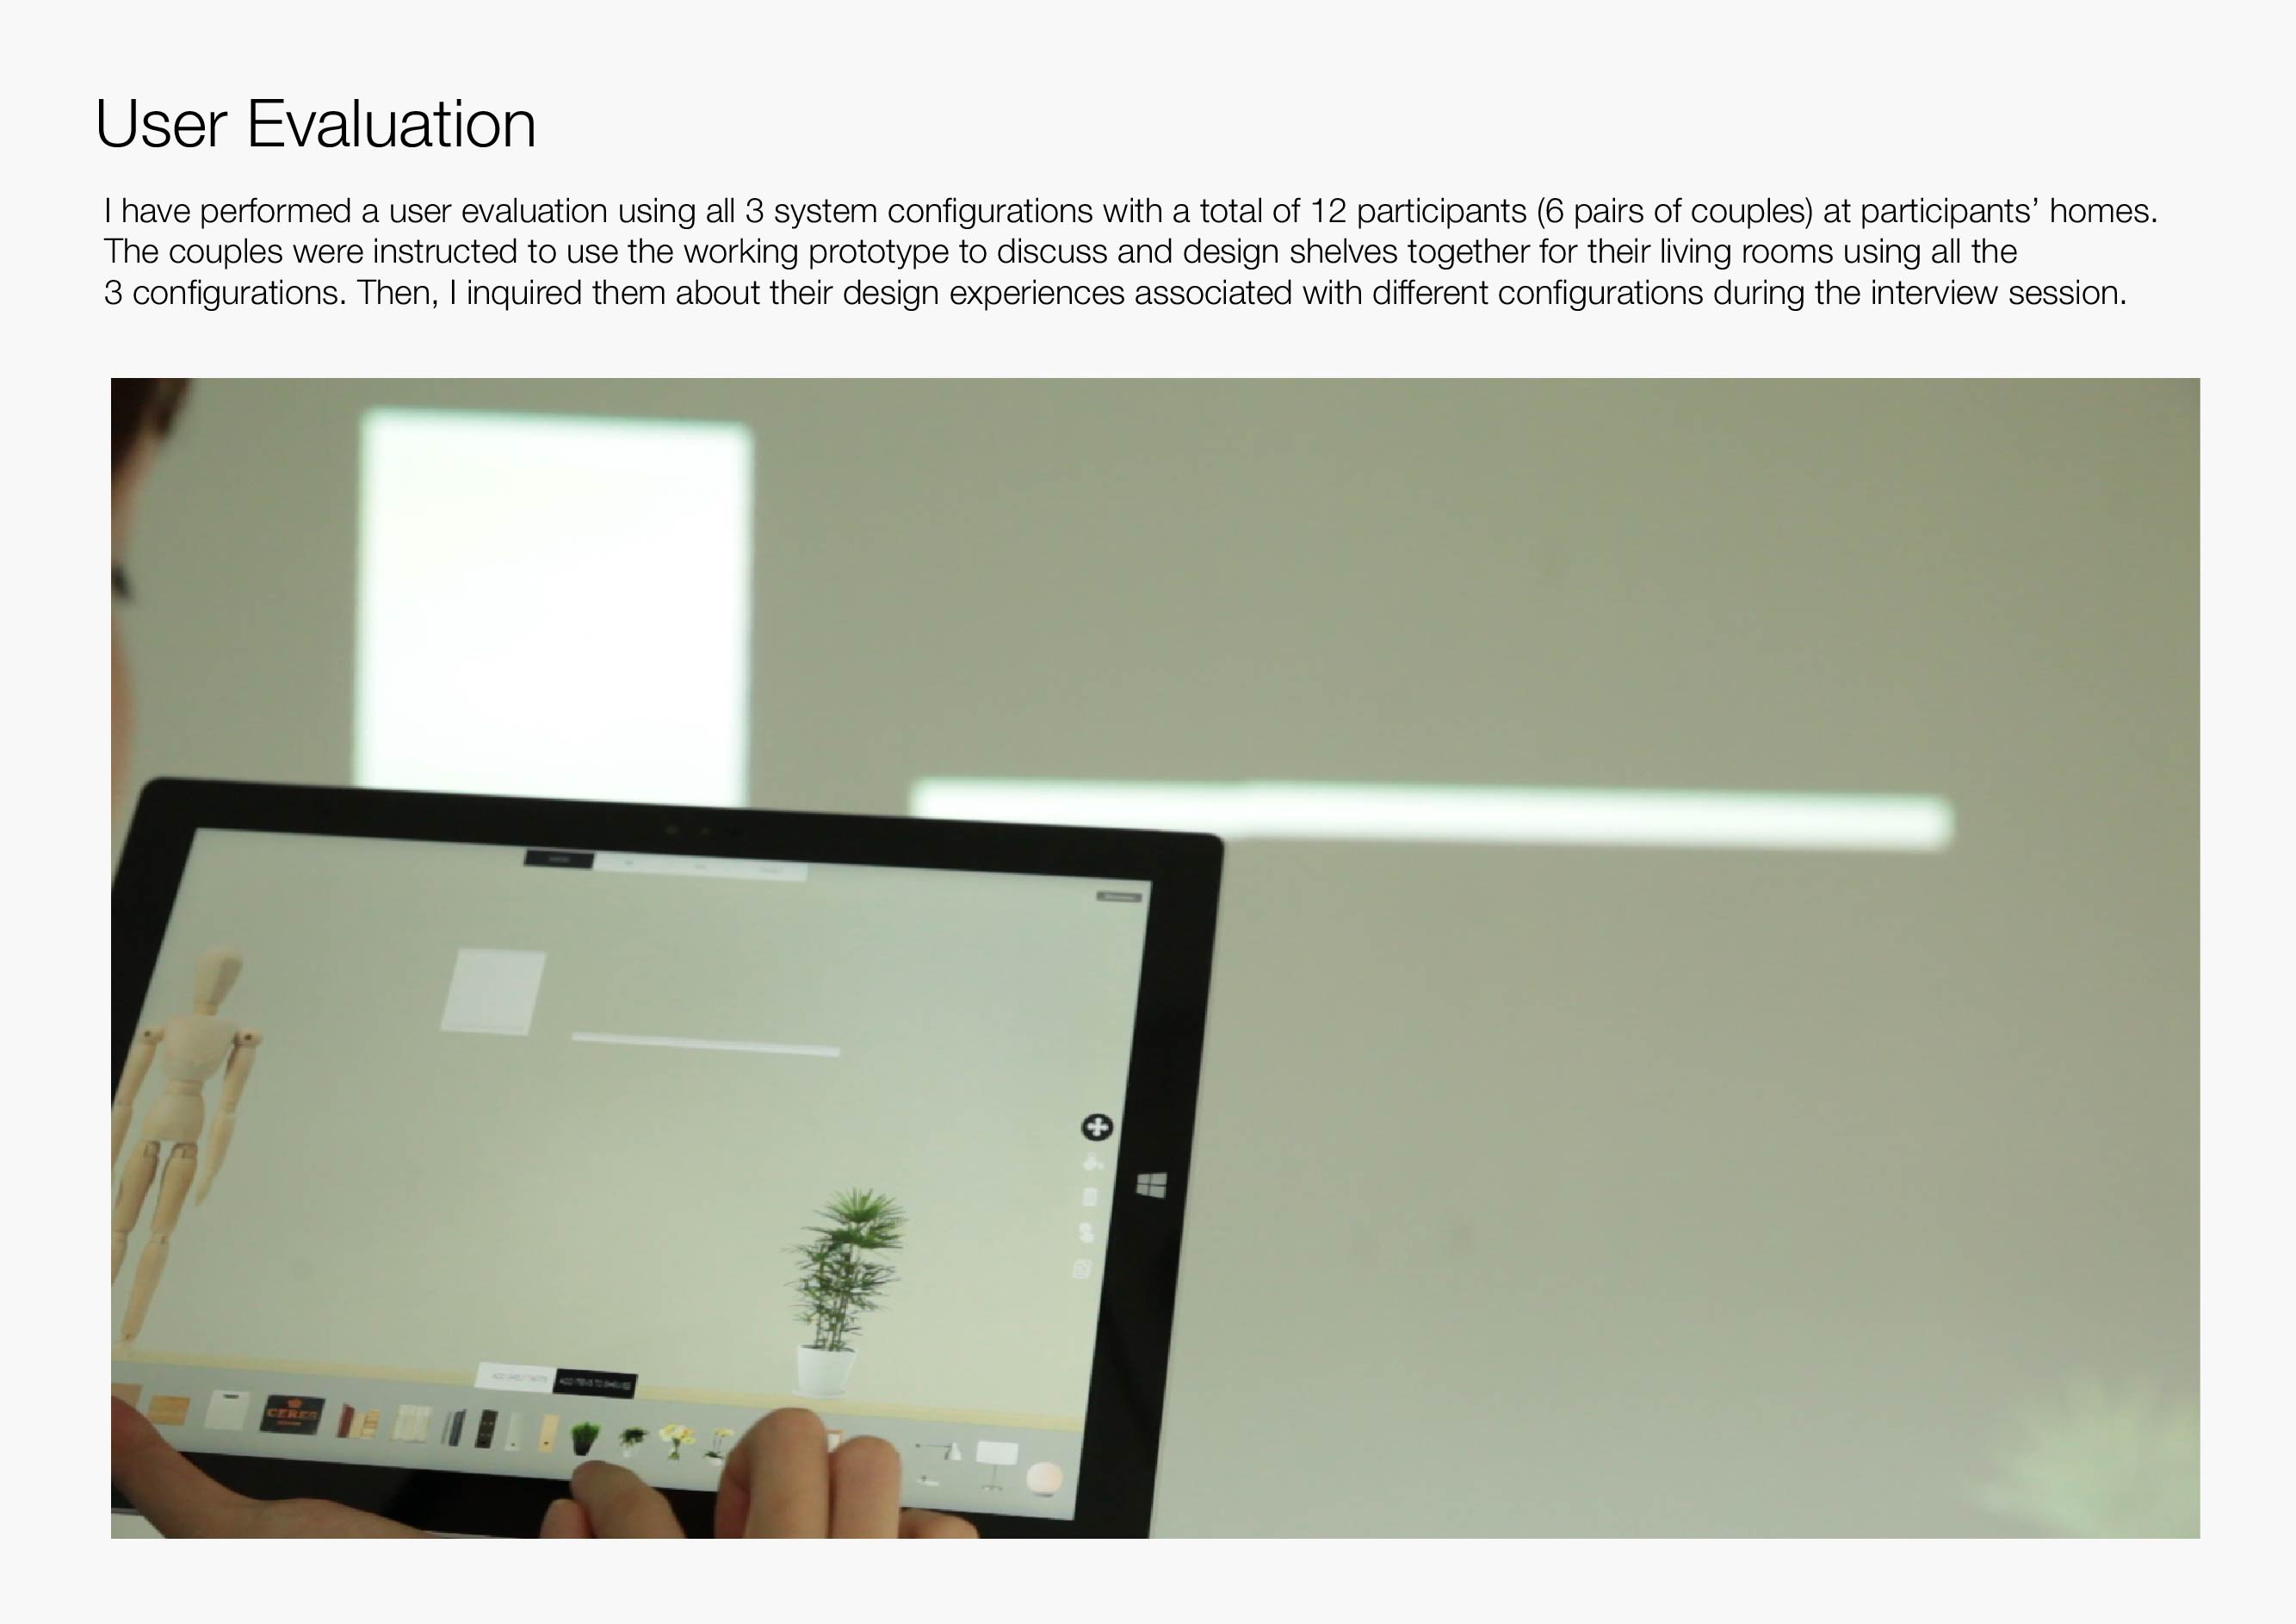 User Evaluation
I have performed a user evaluation using all 3 system configurations with a total of 12 participants (6 pairs of couples) at participants’ homes.
The couples were instructed to use the working prototype to discuss and design shelves together for their living rooms using all the
3 configurations. Then, I inquired them about their design experiences associated with different configurations during the interview session.
CERES